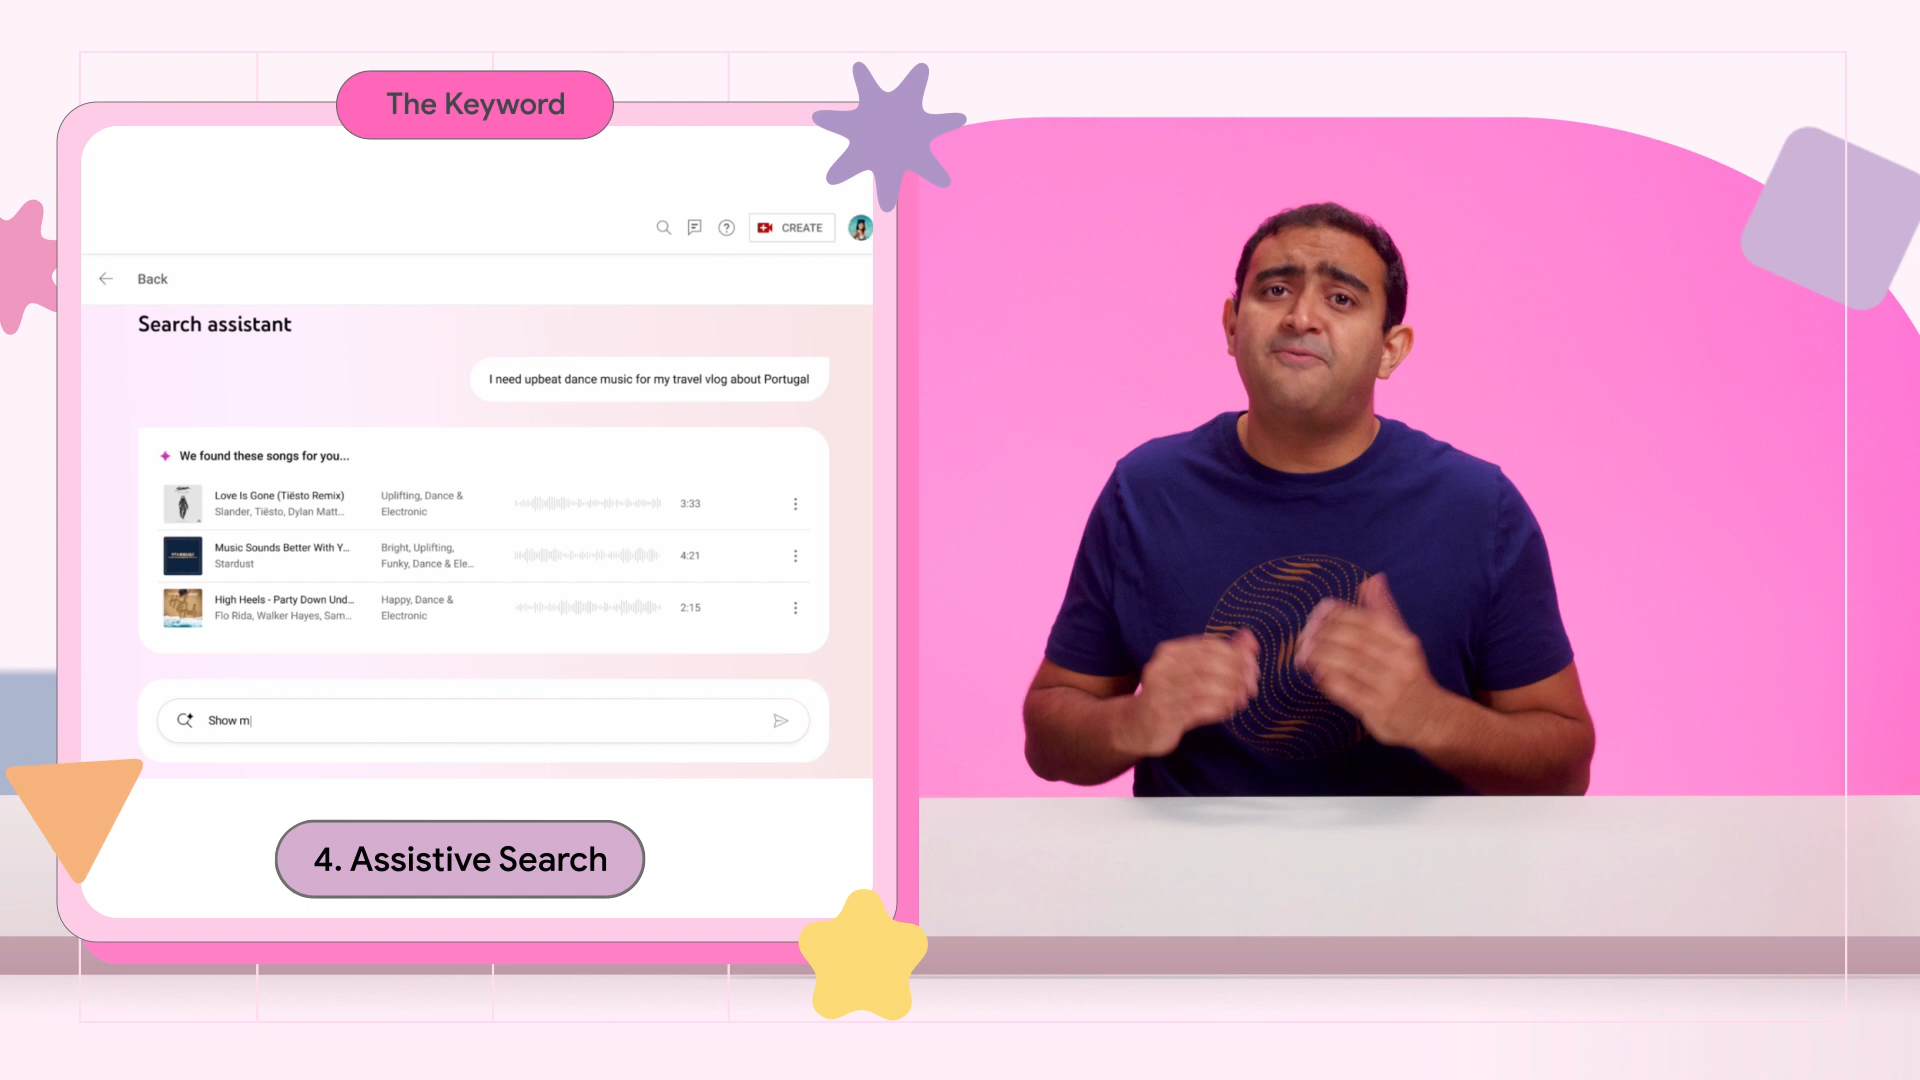 The Keyword
CREATE
Back
Search assistant
I need upbeat dance music for my travel vlog about Portugal
We found these songs for you...
Love Is Gone (Tiësto Remix)
Slander, Tiësto, Dylan Matt...
Uplifting, Dance &
Electronic
3:33
Music Sounds Better With Y...
Stardust
Bright, Uplifting,
Funky, Dance & Ele...
4:21
High Heels - Party Down Und...
Flo Rida, Walker Hayes, Sam...
Happy, Dance &
Electronic
2:15
Show m
4. Assistive Search